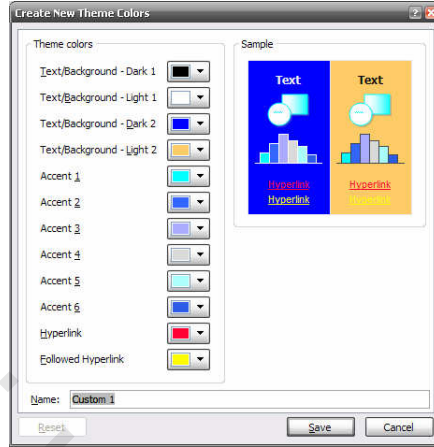 Create New Theme Colors
Theme colors
Text/Background - Dark 1
Text/Background - Light 1
Text/Background - Dark 2
Text/Background - Light 2
Accent 1
Accent 2
Accent 3
Accent 4
Accent 5
Accent 6
Hyperlink
Followed Hyperlink
Sample
Text Text
Hyperlink Hyperlink
Hyperlink Hyperlink
Name: Custom 1
Reset Save Cancel